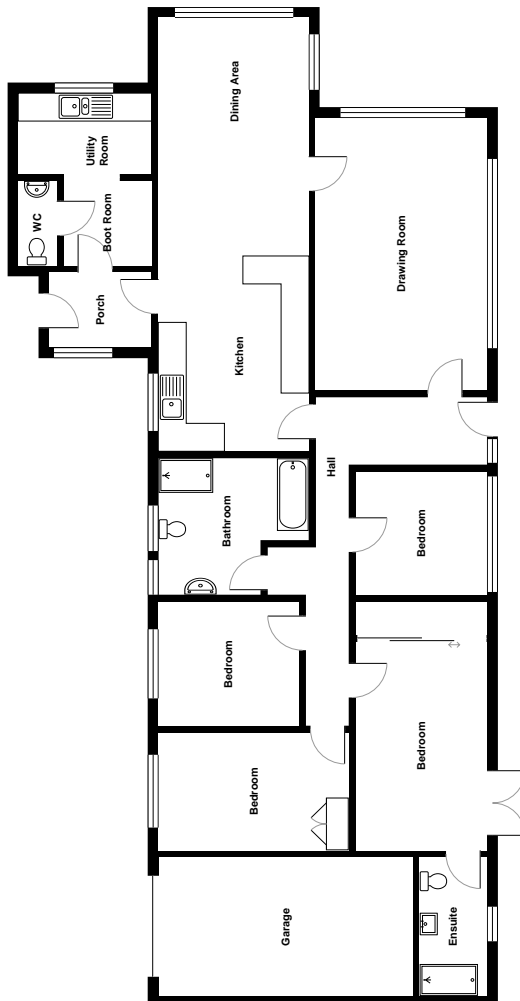 Dining Area
Utility
Room
WC
Boot Room
Drawing Room
Porch
Kitchen
Hall
Bathroom
Bedroom
Bedroom
Bedroom
Bedroom
Garage
Ensuite